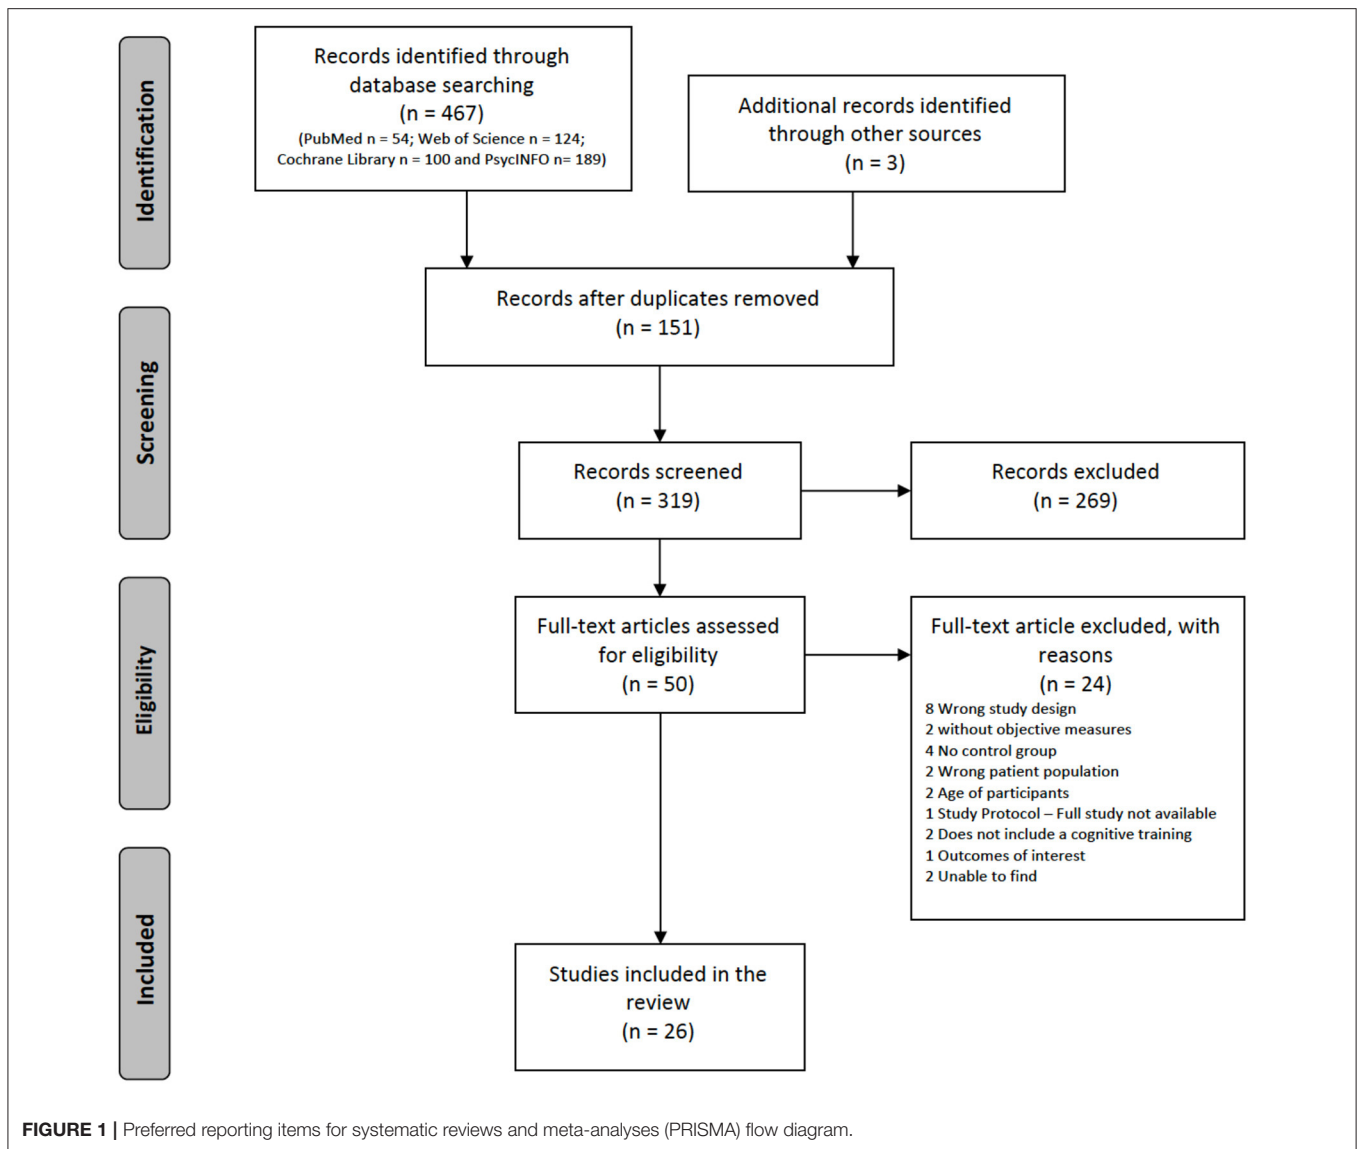 Identification
Records identified through
database searching
(n = 467)
(PubMed n = 54; Web of Science n = 124;
Cochrane Library n = 100 and PsycINFO n= 189)
Additional records identified
through other sources
(n = 3)
Records after duplicates removed
(n = 151)
Screening
Records screened
(n = 319)
Records excluded
(n = 269)
Eligibility
Full-text articles assessed
for eligibility
(n = 50)
Full-text article excluded, with
reasons
(n = 24)
8 Wrong study design
2 without objective measures
4 No control group
2 Wrong patient population
2 Age of participants
1 Study Protocol – Full study not available
2 Does not include a cognitive training
1 Outcomes of interest
2 Unable to find
Included
Studies included in the
review
(n = 26)
FIGURE 1 | Preferred reporting items for systematic reviews and meta-analyses (PRISMA) flow diagram.